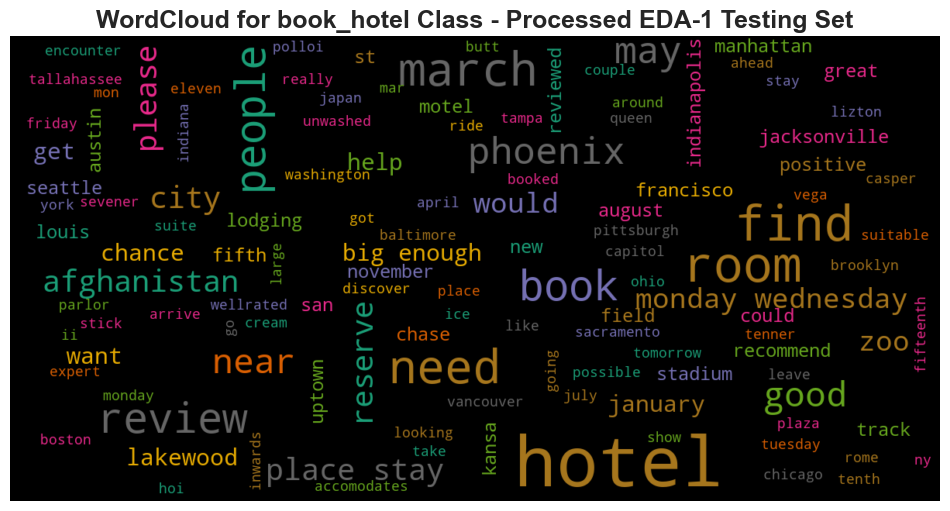 WordCloud for book_hotel Class - Processed EDA-1 Testing Set
encounter
polloi
butt
may
manhattan
tallahassee
mon
eleven
please
people
st
really
japan
mar
march
couple
reviewed
ahead
stay
great
indianapolis
friday
austin
indiana
unwashed
motel
ride
tampa
around
queen
lizton
get
phoenix
jacksonville
seattle
york
sevener
city
washington
help
booked
francisco
positive
casper
vega
louis
suite
lodging
got
april
would
august
pittsburgh
find
suitable
chance
fifth
large
baltimore
big enough
new
capitol
room
brooklyn
afghanistan
november
discover
place
book
ohio
monday wednesday
parlor
stick
ii
arrive
wellrated
go
cream
san
reserve
chase
ice
like
field
sacramento
could
tenner
fifteenth
want
expert
near
need
going
tomorrow
possible
stadium
recommend
leave
zoo
monday
uptown
vancouver
july
january
good
review
boston
lakewood
inwards
looking
take
place stay
kansa
hotel
show
plaza
tuesday
track
chicago
rome
tenth
ny
hoi
accomodates